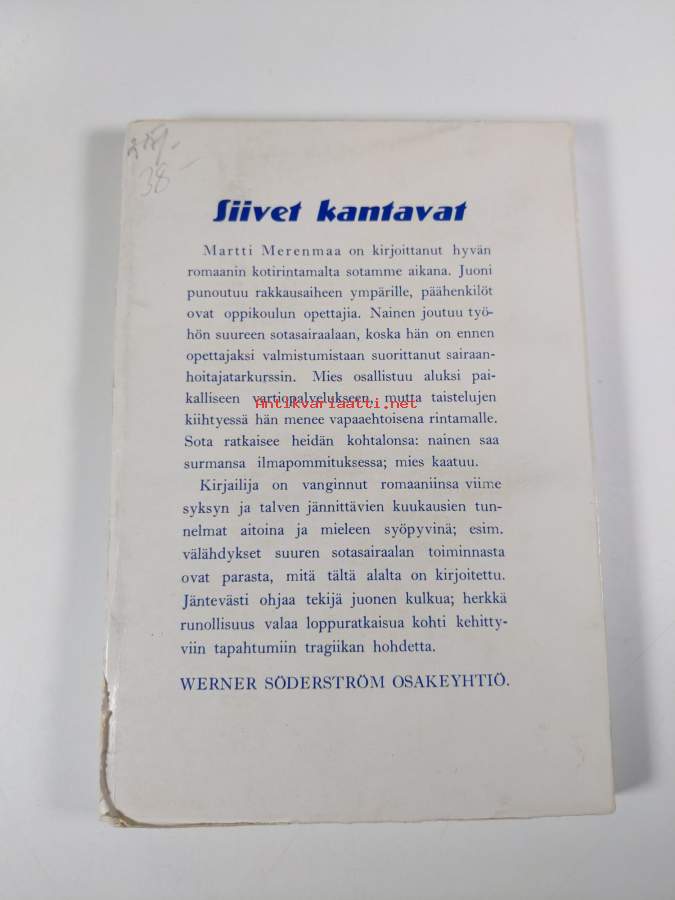 38-
Siivet kantavat
Martti Merenmaa on kirjoittanut hyvän
romaanin kotirintamalta sotamme aikana. Juoni
punoutuu rakkausaiheen ympärille, päähenkilöt
ovat oppikoulun opettajia. Nainen joutuu työ-
hön suureen sotasairaalaan, koska hän on ennen
opettajaksi valmistumistaan suorittanut sairaan-
hoitajatarkurssin. Mies osallistuu aluksi pai-
kalliseen vartiopalvelukseen, mutta taistelujen
Antikvariaatti.net
kiihtyessä hän menee vapaaehtoisena rintamalle.
Sota ratkaisee heidän kohtalonsa: nainen saa
surmansa ilmapommituksessa; mies kaatuu.
Kirjailija on vanginnut romaaniinsa viime
syksyn ja talven jännittävien kuukausien tun-
nelmat aitoina ja mieleen syöpyvinä; esim.
välähdykset suuren sotasairaalan toiminnasta
ovat parasta, mitä tältä alalta on kirjoitettu.
Jäntevästi ohjaa tekijä juonen kulkua; herkkä
runollisuus valaa loppuratkaisua kohti kehitty-
viin tapahtumiin tragiikan hohdetta.
WERNER SÖDERSTRÖM OSAKEYHTIÖ.